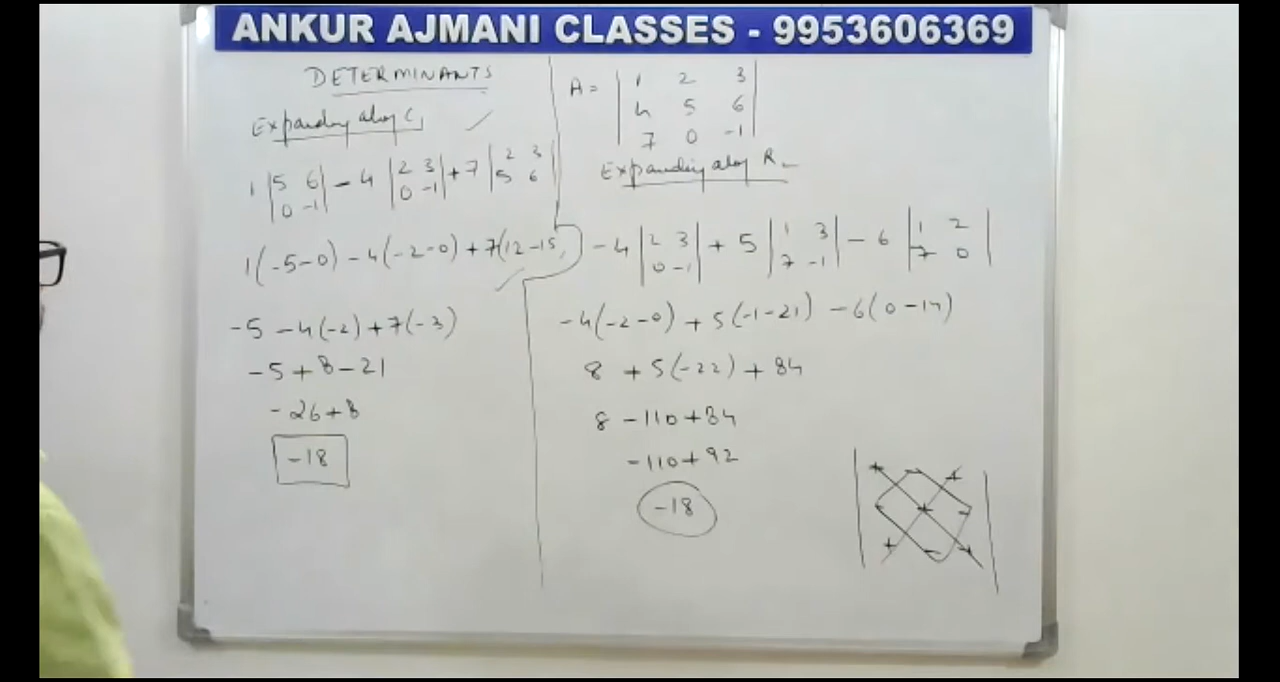 ANKUR AJMANI CLASSES - 9953606369
DETERMINANTS
Expanding along C1
1 |5 6| - 4 |2 3| + 7 |2 3|
|0 -1| |0 -1| |5 6|
1(-5-0) - 4(-2-0) + 7(12-15)
-5 - 4(-2) + 7(-3)
-5 + 8 - 21
-26 + 8
-18
A = | 1 2 3 |
| 4 5 6 |
| 7 0 -1 |
Expanding along R2
- 4 |2 3| + 5 |1 3| - 6 |1 2|
|0 -1| |7 -1| |7 0|
-4(-2-0) + 5(-1-21) - 6(0-14)
8 + 5(-22) + 84
8 - 110 + 84
-110 + 92
-18
+ - +
- + -
+ - +